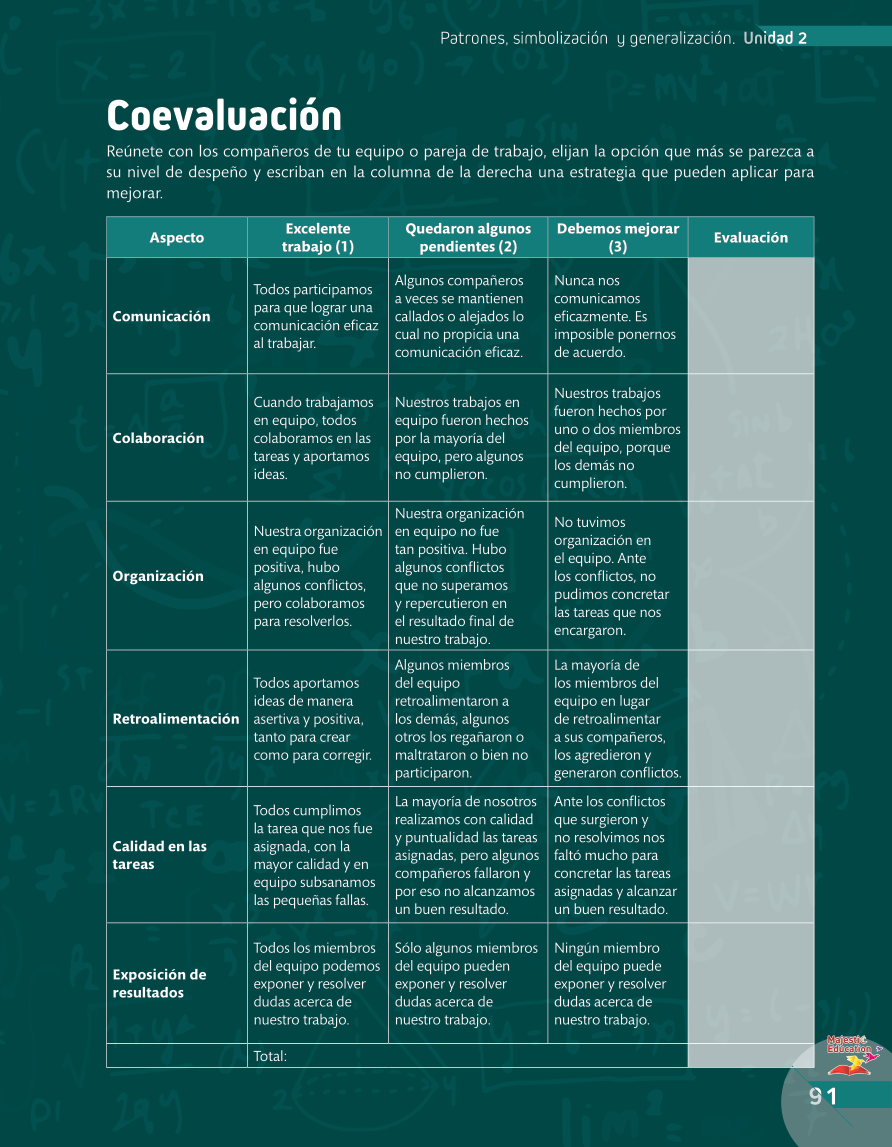 Patrones, simbolización y generalización. Unidad 2
Coevaluación
Reúnete con los compañeros de tu equipo o pareja de trabajo, elijan la opción que más se parezca a
su nivel de despeño y escriban en la columna de la derecha una estrategia que pueden aplicar para
mejorar.
Aspecto
Excelente
trabajo (1)
Quedaron algunos
pendientes (2)
Debemos mejorar
(3)
Evaluación
Comunicación
Todos participamos
para que lograr una
comunicación eficaz
al trabajar.
Algunos compañeros
a veces se mantienen
callados o alejados lo
cual no propicia una
comunicación eficaz.
Nunca nos
comunicamos
eficazmente. Es
imposible ponernos
de acuerdo.
Colaboración
Cuando trabajamos
en equipo, todos
colaboramos en las
tareas y aportamos
ideas.
Nuestros trabajos en
equipo fueron hechos
por la mayoría del
equipo, pero algunos
no cumplieron.
Nuestros trabajos
fueron hechos por
uno o dos miembros
del equipo, porque
los demás no
cumplieron.
Organización
Nuestra organización
en equipo fue
positiva, hubo
algunos conflictos,
pero colaboramos
para resolverlos.
Nuestra organización
en equipo no fue
tan positiva. Hubo
algunos conflictos
que no superamos
y repercutieron en
el resultado final de
nuestro trabajo.
No tuvimos
organización en
el equipo. Ante
los conflictos, no
pudimos concretar
las tareas que nos
encargaron.
Retroalimentación
Todos aportamos
ideas de manera
asertiva y positiva,
tanto para crear
como para corregir.
Algunos miembros
del equipo
retroalimentaron a
los demás, algunos
otros los regañaron o
maltrataron o bien no
participaron.
La mayoría de
los miembros del
equipo en lugar
de retroalimentar
a sus compañeros,
los agredieron y
generaron conflictos.
Calidad en las
tareas
Todos cumplimos
la tarea que nos fue
asignada, con la
mayor calidad y en
equipo subsanamos
las pequeñas fallas.
La mayoría de nosotros
realizamos con calidad
y puntualidad las tareas
asignadas, pero algunos
compañeros fallaron y
por eso no alcanzamos
un buen resultado.
Ante los conflictos
que surgieron y
no resolvimos nos
faltó mucho para
concretar las tareas
asignadas y alcanzar
un buen resultado.
Exposición de
resultados
Todos los miembros
del equipo podemos
exponer y resolver
dudas acerca de
nuestro trabajo.
Sólo algunos miembros
del equipo pueden
exponer y resolver
dudas acerca de
nuestro trabajo.
Ningún miembro
del equipo puede
exponer y resolver
dudas acerca de
nuestro trabajo.
Total:
Majestic
Education
91